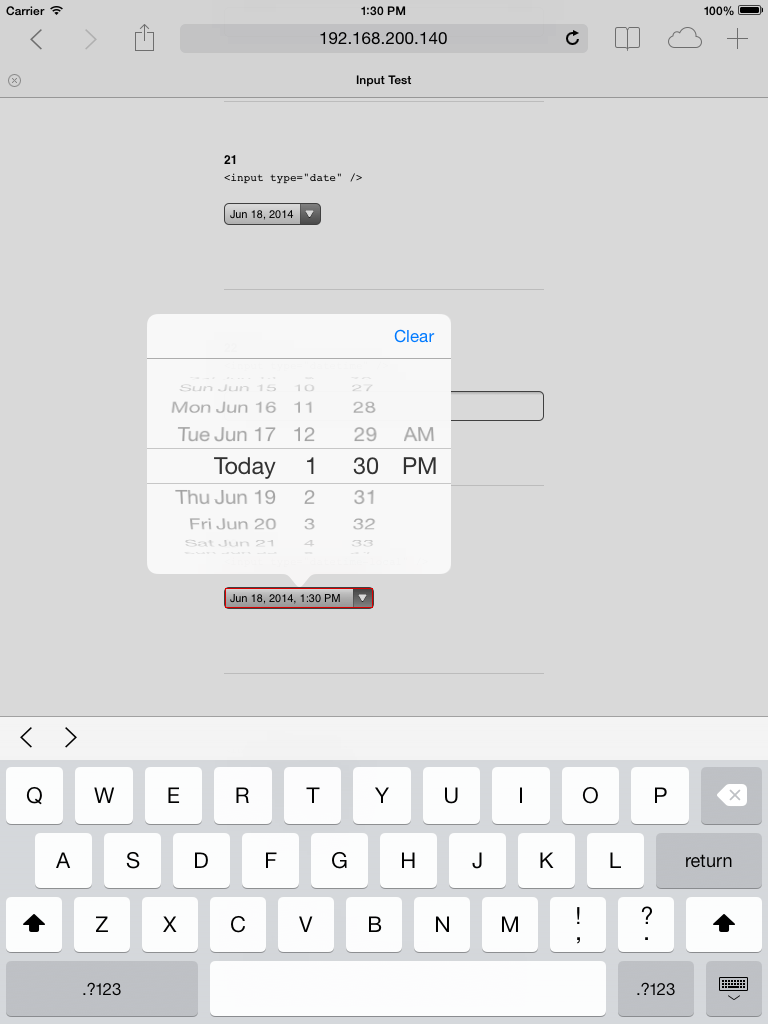 Carrier 1:30 PM 100%
192.168.200.140
Input Test
21
<input type="date" />
Jun 18, 2014
Clear
Sun Jun 15 10 27
Mon Jun 16 11 28
Tue Jun 17 12 29 AM
Today 1 30 PM
Thu Jun 19 2 31
Fri Jun 20 3 32
Sat Jun 21 4 33
Jun 18, 2014, 1:30 PM
Q W E R T Y U I O P
A S D F G H J K L return
Z X C V B N M ! , ? .
.?123 .?123